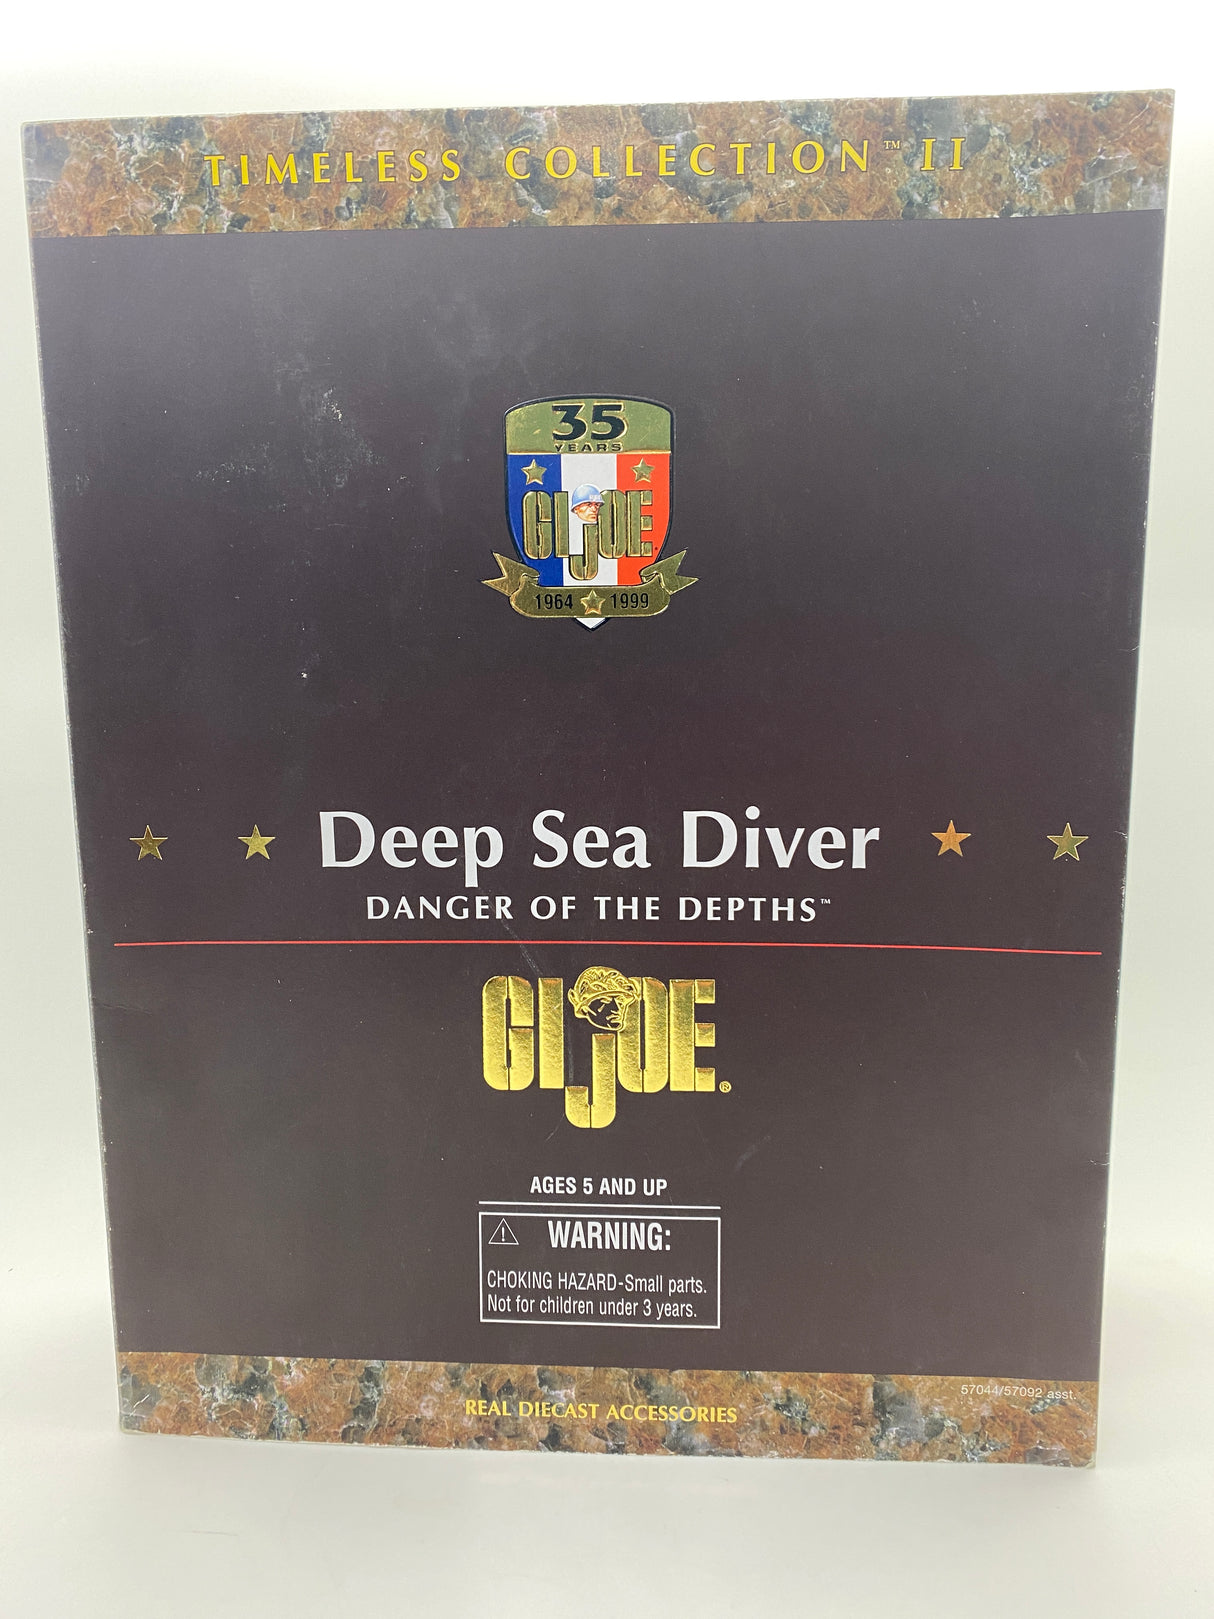 TIMELESS COLLECTION™ II
35
YEARS
GI JOE
1964 1999
Deep Sea Diver
DANGER OF THE DEPTHS™
GI JOE®
AGES 5 AND UP
WARNING:
CHOKING HAZARD-Small parts.
Not for children under 3 years.
57044/57092 asst.
REAL DIECAST ACCESSORIES